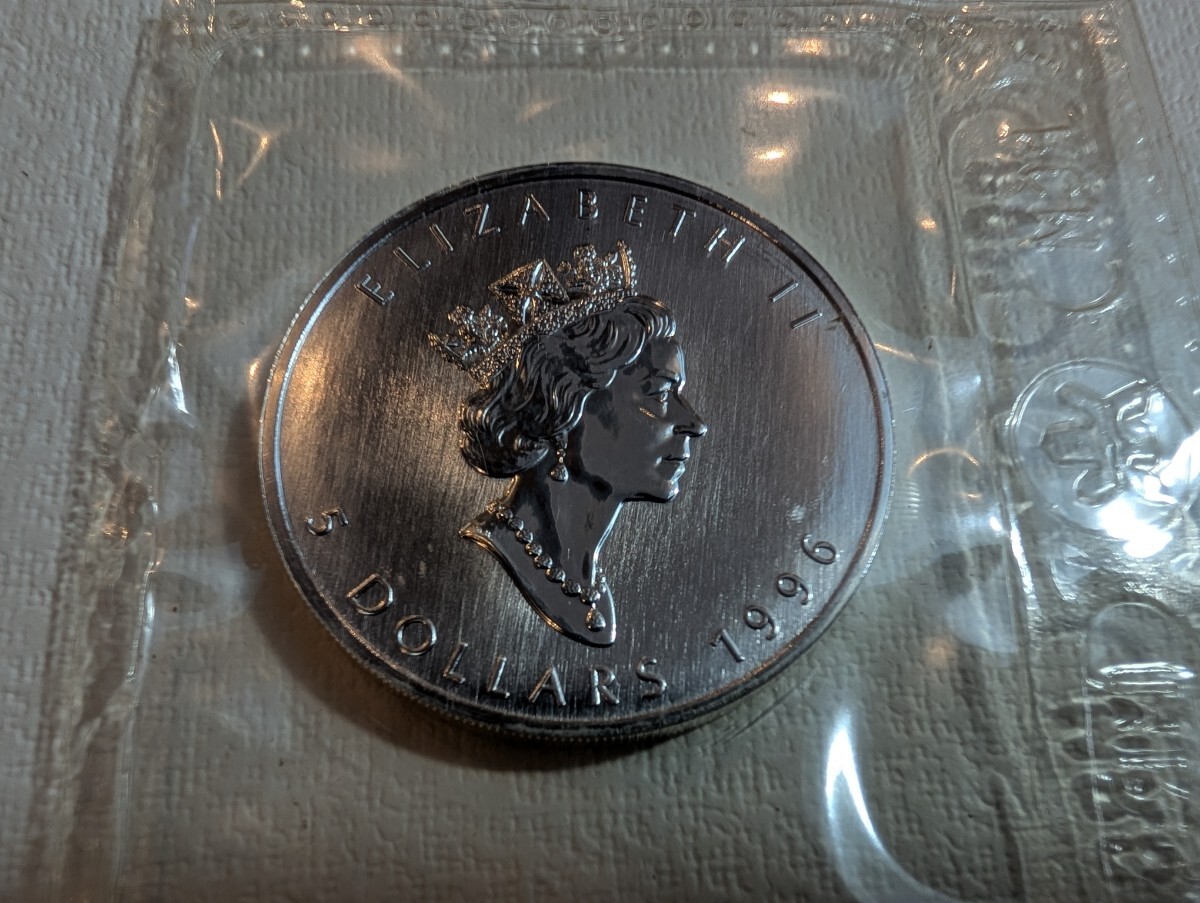 ELIZABETH II
5 DOLLARS 1996